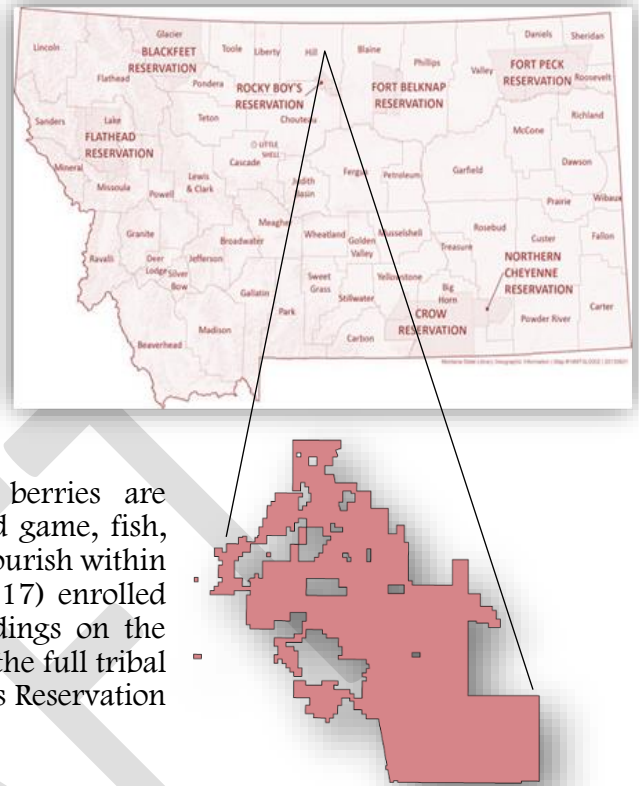 Daniels Sheridan
Glacier
Lincoln
BLACKFEET
RESERVATION
Toole Liberty Hill Blaine
Phillips
Valley
FORT PECK
RESERVATION
Roosevelt
Flathead
Pondera
ROCKY BOY'S
RESERVATION
FORT BELKNAP
RESERVATION
Chouteau
Richland
Sanders
Lake
FLATHEAD
RESERVATION
Teton
McCone
LITTLE
SHELL
Cascade
Mineral
Missoula
Powell
Lewis
& Clark
Fergus
Petroleum
Garfield
Dawson
Judith
Basin
Prairie
Wibaux
Granite
Meagher
Broadwater
Wheatland
Golden
Valley
Musselshell
Rosebud
Treasure
Custer
Fallon
Ravalli
Deer
Lodge
Silver
Bow
Jefferson
NORTHERN
CHEYENNE
RESERVATION
Gallatin
Sweet
Grass
Stillwater
Yellowstone
Big
Horn
Park
CROW
RESERVATION
Powder River
Carter
Madison
Beaverhead
Carbon
berries are
game, fish,
ourish within
17) enrolled
dings on the
the full tribal
s Reservation